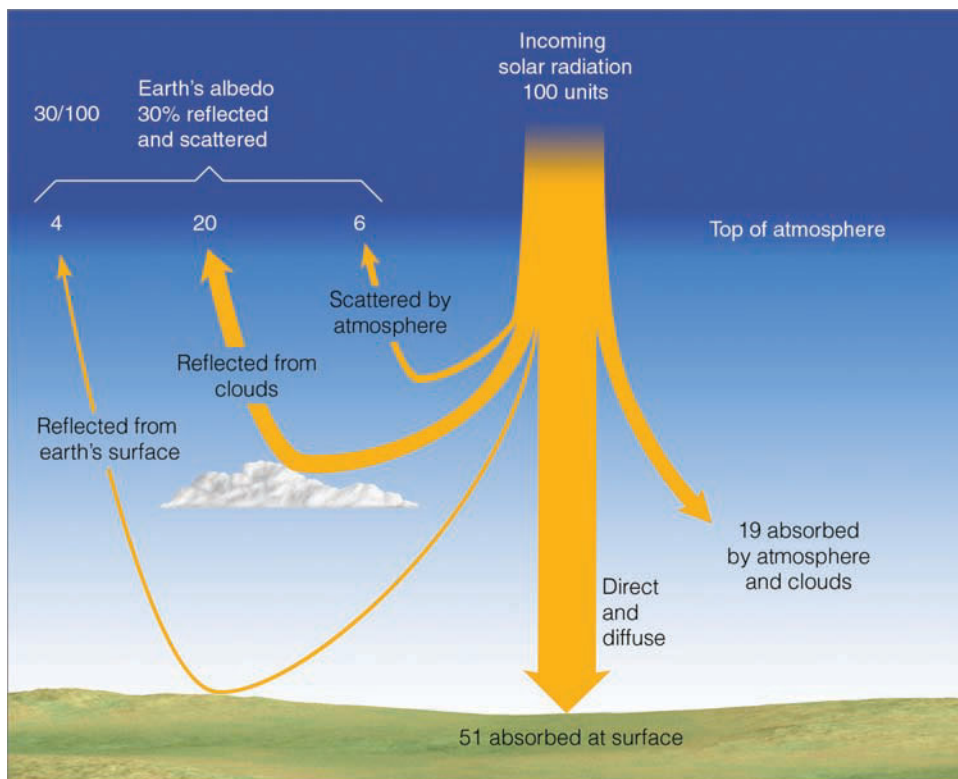 Incoming
solar radiation
100 units
30/100
Earth's albedo
30% reflected
and scattered
4
20
6
Top of atmosphere
Scattered by
atmosphere
Reflected from
clouds
Reflected from
earth's surface
19 absorbed
by atmosphere
and clouds
Direct
and
diffuse
51 absorbed at surface